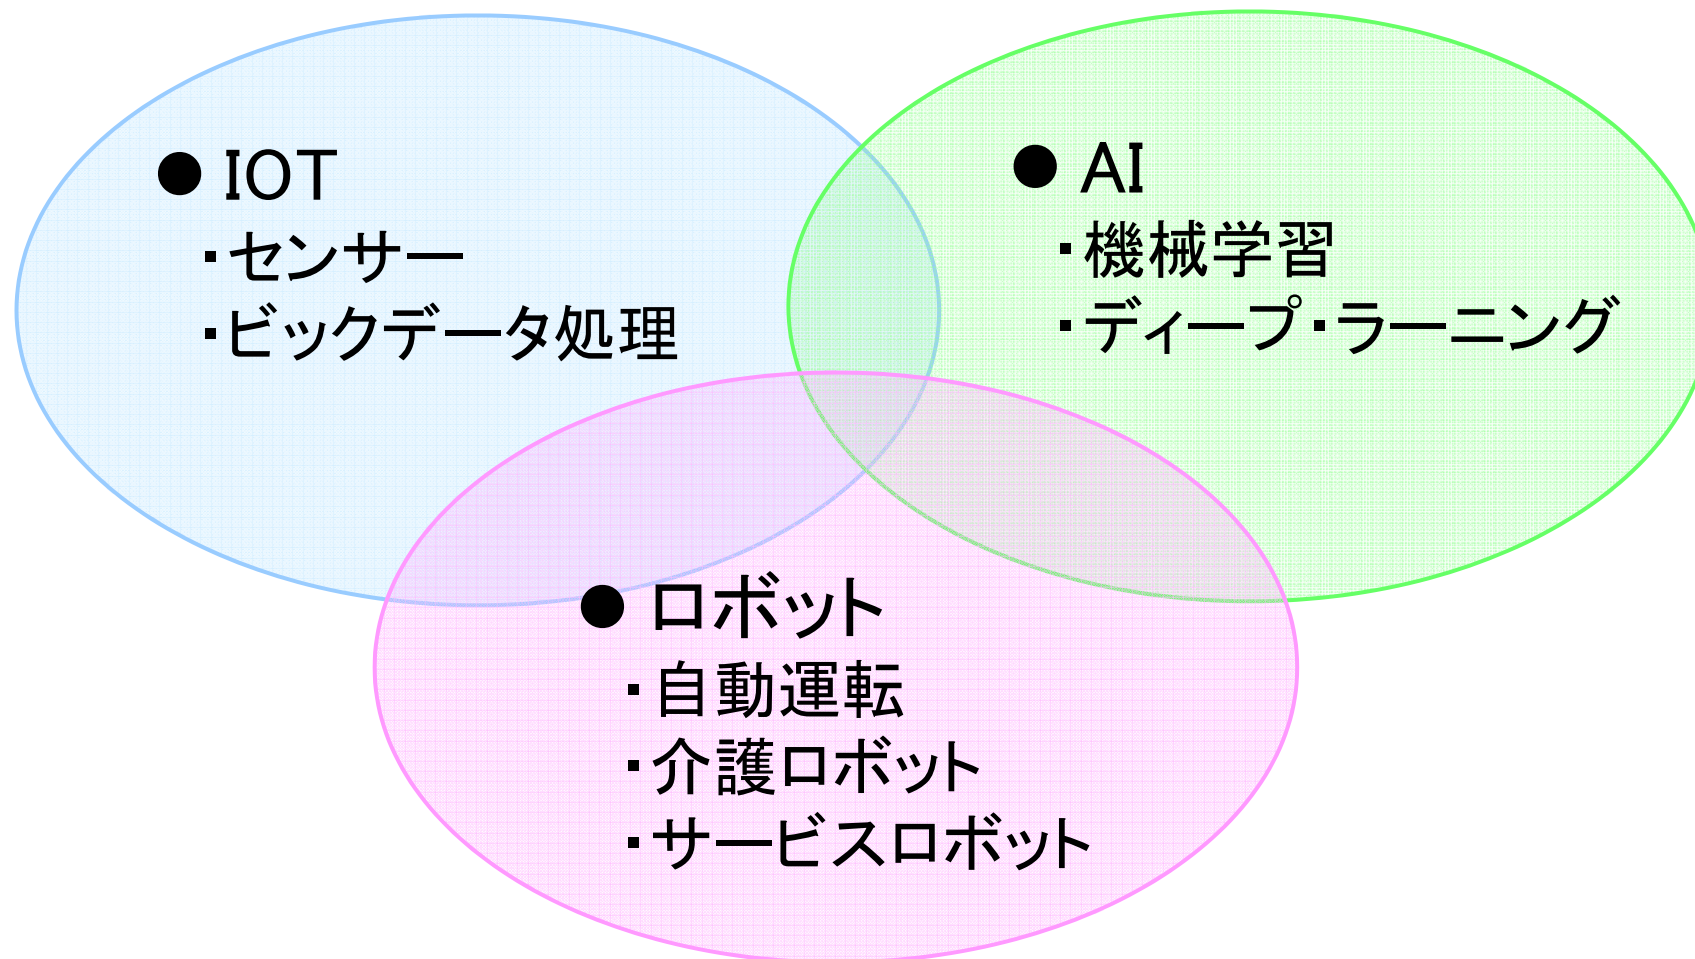 ● IOT
・センサー
・ビックデータ処理
● AI
・機械学習
・ディープ・ラーニング
● ロボット
・自動運転
・介護ロボット
・サービスロボット